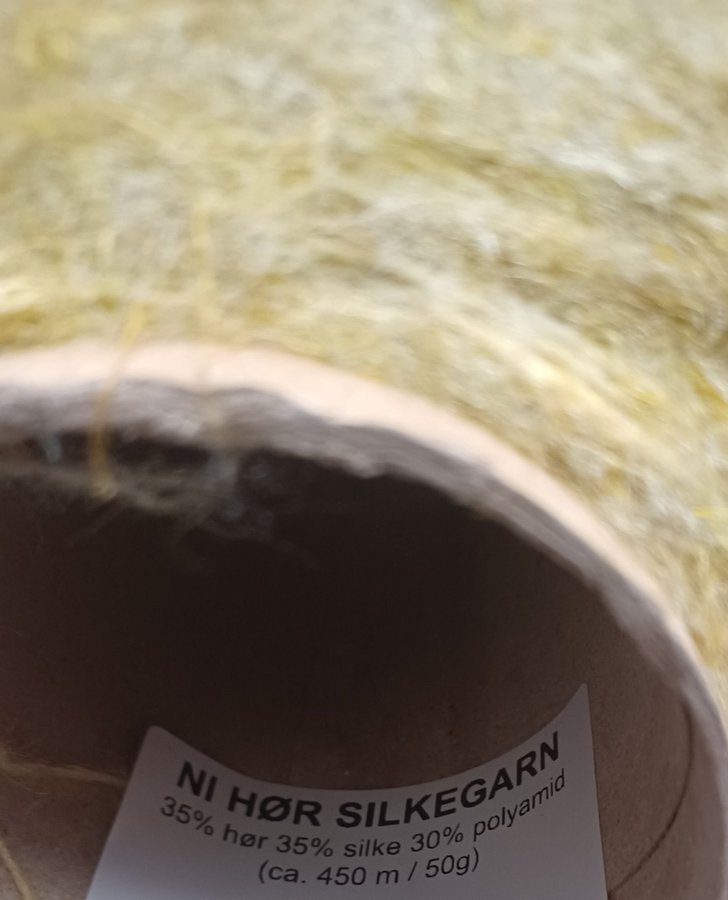 NI HØR SILKEGARN
35% hør 35% silke 30% polyamid
(ca. 450 m / 50g)